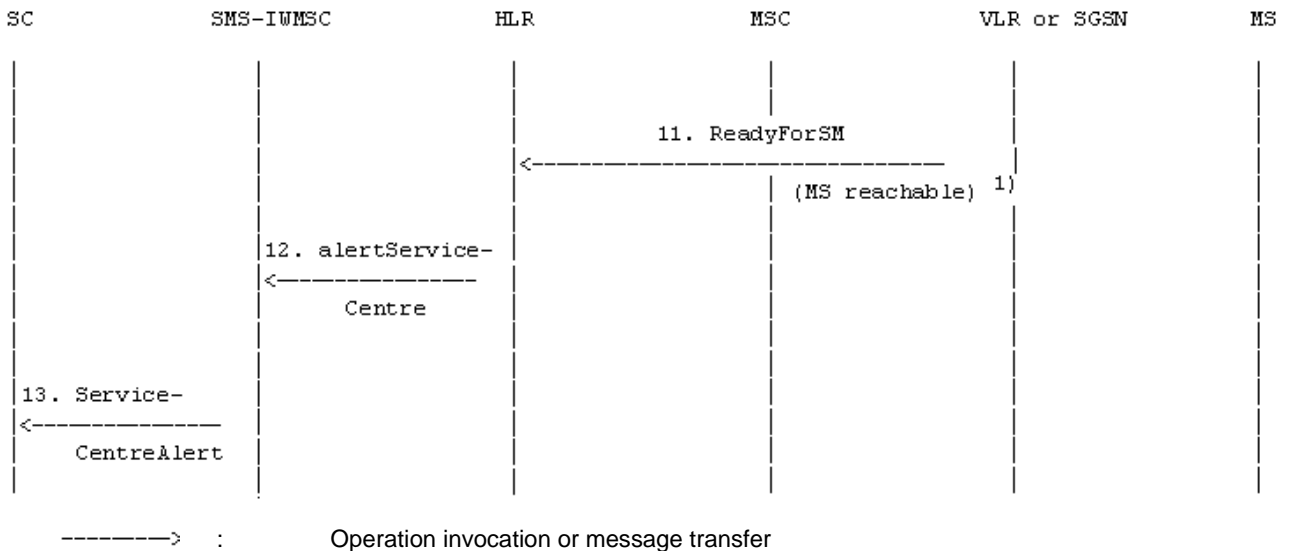 SC SMS-IWMSC HLR MSC VLR or SGSN MS
11. ReadyForSM
(MS reachable) 1)
12. alertService-
Centre
13. Service-
CentreAlert
: Operation invocation or message transfer